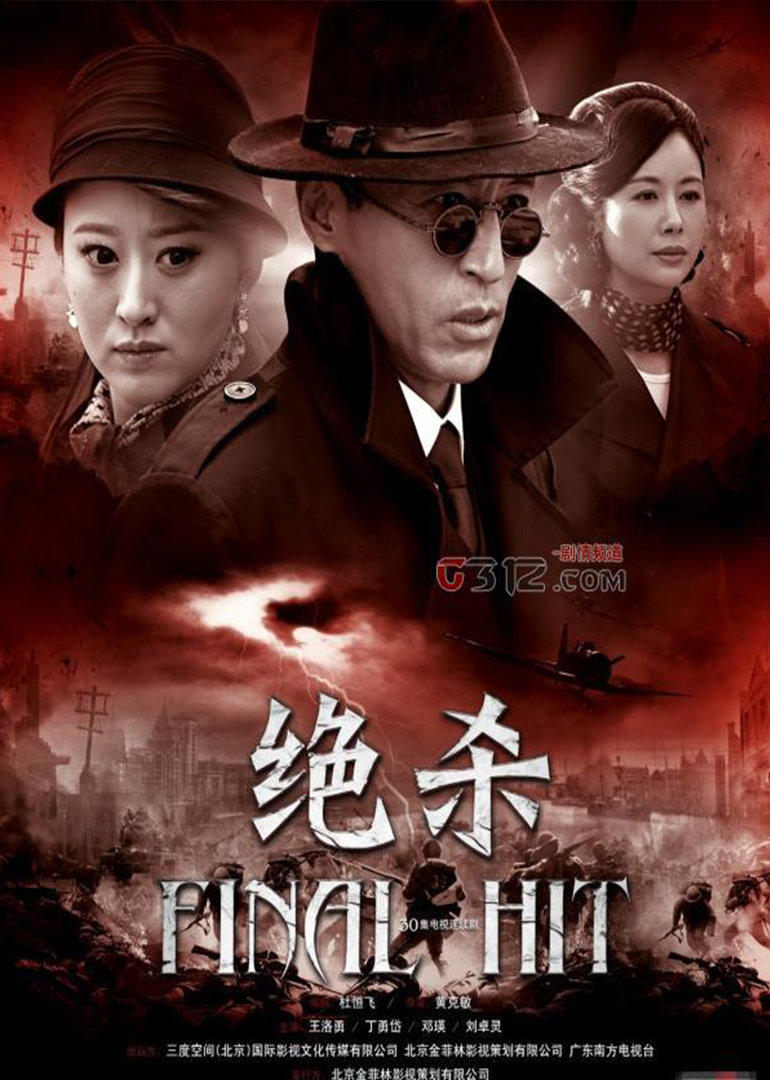 -剧情频道
G312.COM
绝杀
FINAL HIT
30集电视连续剧
杜恒飞 / 黄克敏
王洛勇 / 丁勇岱 / 邓瑛 / 刘卓灵
三度空间(北京)国际影视文化传媒有限公司 北京金菲林影视策划有限公司 广东南方电视台
发行方: 北京金菲林影视策划有限公司